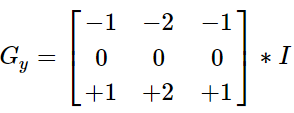 G_y = [ −1 −2 −1
0 0 0
+1 +2 +1 ] ∗ I